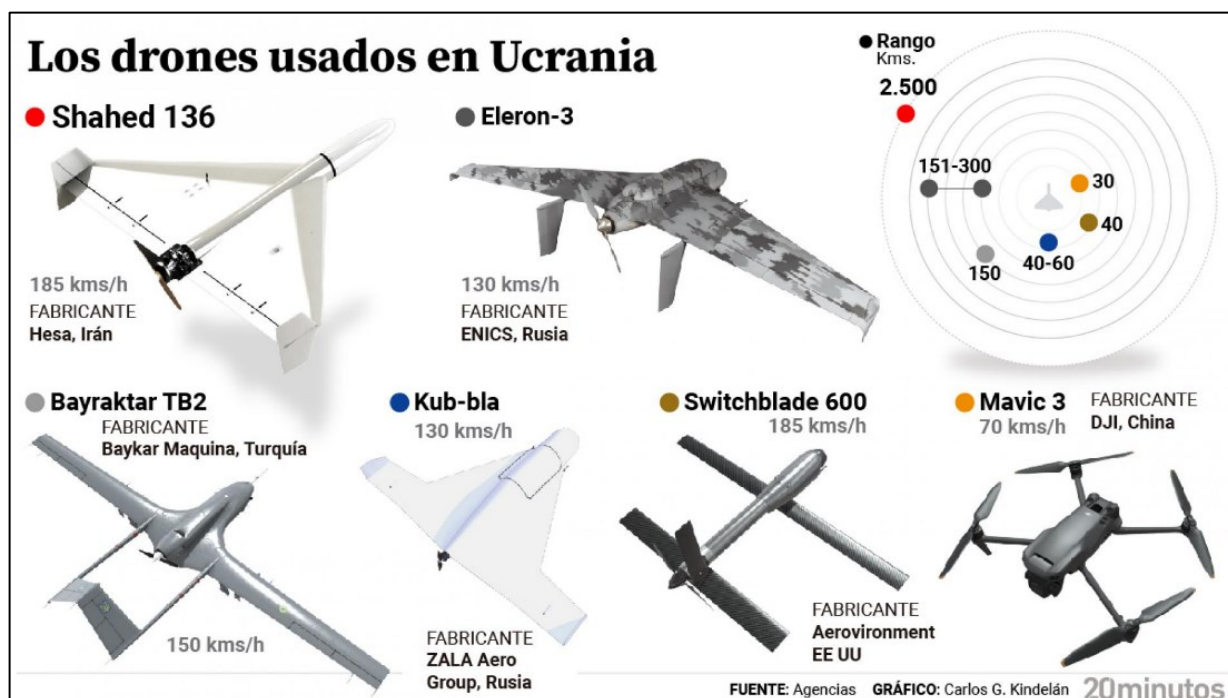 Los drones usados en Ucrania
Shahed 136
185 kms/h
FABRICANTE
Hesa, Irán
Eleron-3
130 kms/h
FABRICANTE
ENICS, Rusia
Rango
Kms.
2.500
151-300
30
40
150
40-60
Bayraktar TB2
FABRICANTE
Baykar Maquina, Turquía
150 kms/h
Kub-bla
130 kms/h
FABRICANTE
ZALA Aero
Group, Rusia
Switchblade 600
185 kms/h
FABRICANTE
Aerovironment
EE UU
Mavic 3
70 kms/h
FABRICANTE
DJI, China
FUENTE: Agencias GRÁFICO: Carlos G. Kindelán 20minutos